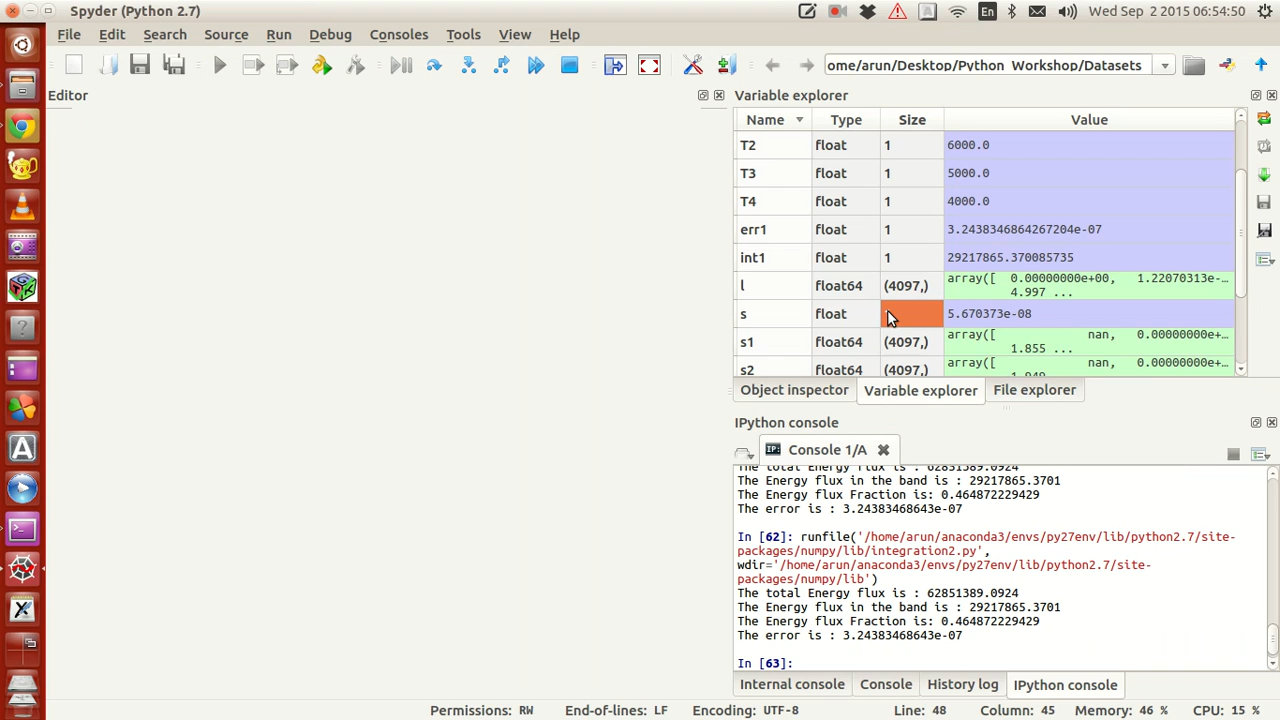 Spyder (Python 2.7)
En
Wed Sep 2 2015 06:54:50
File Edit Search Source Run Debug Consoles Tools View Help
ome/arun/Desktop/Python Workshop/Datasets
Editor
Variable explorer
Name Type Size Value
T2 float 1 6000.0
T3 float 1 5000.0
T4 float 1 4000.0
err1 float 1 3.2438346864267204e-07
int1 float 1 29217865.370085735
l float64 (4097,) array([ 0.00000000e+00, 1.22070313e-...
4.997 ...
s float 5.670373e-08
s1 float64 (4097,) array([ nan, 0.00000000e+...
1.855 ...
s2 float64 (4097,) array([ nan, 0.00000000e+...
Object inspector Variable explorer File explorer
IPython console
IP: Console 1/A
The total Energy flux is : 62851389.0924
The Energy flux in the band is : 29217865.3701
The Energy flux Fraction is: 0.464872229429
The error is : 3.24383468643e-07
In [62]: runfile('/home/arun/anaconda3/envs/py27env/lib/python2.7/site-
packages/numpy/lib/integration2.py',
wdir='/home/arun/anaconda3/envs/py27env/lib/python2.7/site-
packages/numpy/lib')
The total Energy flux is : 62851389.0924
The Energy flux in the band is : 29217865.3701
The Energy flux Fraction is: 0.464872229429
The error is : 3.24383468643e-07
In [63]:
Internal console Console History log IPython console
Permissions: RW End-of-lines: LF Encoding: UTF-8 Line: 48 Column: 45 Memory: 46 % CPU: 15 %